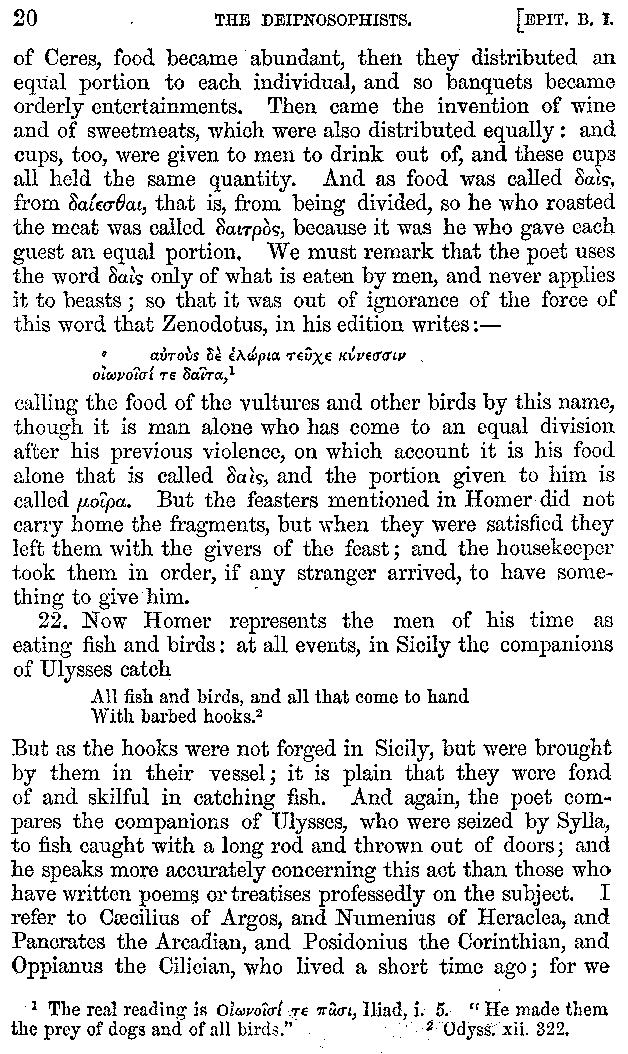 20 THE DEIPNOSOPHISTS. [EPIT. B. I.
of Ceres, food became abundant, then they distributed an
equal portion to each individual, and so banquets became
orderly entertainments. Then came the invention of wine
and of sweetmeats, which were also distributed equally: and
cups, too, were given to men to drink out of, and these cups
all held the same quantity. And as food was called δαὶς,
from δαίεσθαι, that is, from being divided, so he who roasted
the meat was called δαιτρὸς, because it was he who gave each
guest an equal portion. We must remark that the poet uses
the word δαὶς only of what is eaten by men, and never applies
it to beasts; so that it was out of ignorance of the force of
this word that Zenodotus, in his edition writes:—
αὐτοὺς δὲ ἑλώρια τεῦχε κύνεσσιν
οἰωνοῖσί τε δαῖτα,¹
calling the food of the vultures and other birds by this name,
though it is man alone who has come to an equal division
after his previous violence, on which account it is his food
alone that is called δαὶς, and the portion given to him is
called μοῖρα. But the feasters mentioned in Homer did not
carry home the fragments, but when they were satisfied they
left them with the givers of the feast; and the housekeeper
took them in order, if any stranger arrived, to have some-
thing to give him.
22. Now Homer represents the men of his time as
eating fish and birds: at all events, in Sicily the companions
of Ulysses catch
All fish and birds, and all that come to hand
With barbed hooks.²
But as the hooks were not forged in Sicily, but were brought
by them in their vessel; it is plain that they were fond
of and skilful in catching fish. And again, the poet com-
pares the companions of Ulysses, who were seized by Sylla,
to fish caught with a long rod and thrown out of doors; and
he speaks more accurately concerning this act than those who
have written poems or treatises professedly on the subject. I
refer to Cæcilius of Argos, and Numenius of Heraclea, and
Pancrates the Arcadian, and Posidonius the Corinthian, and
Oppianus the Cilician, who lived a short time ago; for we
¹ The real reading is Οἰωνοῖσί τε πᾶσι, Iliad, i. 5. "He made them
the prey of dogs and of all birds." ² Odyss. xii. 322.